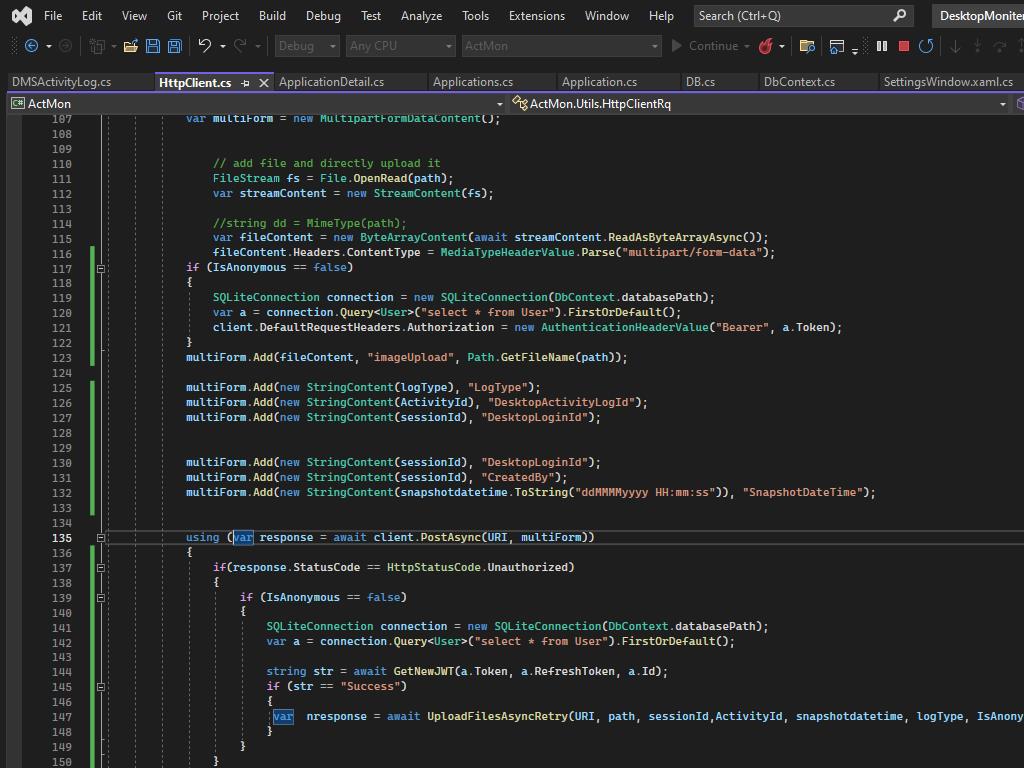 File Edit View Git Project Build Debug Test Analyze Tools Extensions Window Help Search (Ctrl+Q) DesktopMoniter
Debug Any CPU ActMon Continue
DMSActivityLog.cs HttpClient.cs ApplicationDetail.cs Applications.cs Application.cs DB.cs DbContext.cs SettingsWindow.xaml.cs
C# ActMon ActMon.Utils.HttpClientRq
107 var multiForm = new MultipartFormDataContent();
108
109
110 // add file and directly upload it
111 FileStream fs = File.OpenRead(path);
112 var streamContent = new StreamContent(fs);
113
114 //string dd = MimeType(path);
115 var fileContent = new ByteArrayContent(await streamContent.ReadAsByteArrayAsync());
116 fileContent.Headers.ContentType = MediaTypeHeaderValue.Parse("multipart/form-data");
117 if (IsAnonymous == false)
118 {
119 SQLiteConnection connection = new SQLiteConnection(DbContext.databasePath);
120 var a = connection.Query<User>("select * from User").FirstOrDefault();
121 client.DefaultRequestHeaders.Authorization = new AuthenticationHeaderValue("Bearer", a.Token);
122 }
123 multiForm.Add(fileContent, "imageUpload", Path.GetFileName(path));
124
125 multiForm.Add(new StringContent(logType), "LogType");
126 multiForm.Add(new StringContent(ActivityId), "DesktopActivityLogId");
127 multiForm.Add(new StringContent(sessionId), "DesktopLoginId");
128
129
130 multiForm.Add(new StringContent(sessionId), "DesktopLoginId");
131 multiForm.Add(new StringContent(sessionId), "CreatedBy");
132 multiForm.Add(new StringContent(snapshotdatetime.ToString("ddMMMMyyyy HH:mm:ss")), "SnapshotDateTime");
133
134
135 using (var response = await client.PostAsync(URI, multiForm))
136 {
137 if(response.StatusCode == HttpStatusCode.Unauthorized)
138 {
139 if (IsAnonymous == false)
140 {
141 SQLiteConnection connection = new SQLiteConnection(DbContext.databasePath);
142 var a = connection.Query<User>("select * from User").FirstOrDefault();
143
144 string str = await GetNewJWT(a.Token, a.RefreshToken, a.Id);
145 if (str == "Success")
146 {
147 var nresponse = await UploadFilesAsyncRetry(URI, path, sessionId,ActivityId, snapshotdatetime, logType, IsAnony
148 }
149 }
150 }